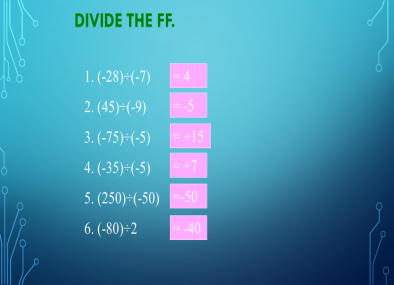 DIVIDE THE FF.
1. (-28)÷(-7) = 4
2. (45)÷(-9) = -5
3. (-75)÷(-5) = +15
4. (-35)÷(-5) = +7
5. (250)÷(-50) =-50
6. (-80)÷2 = -40